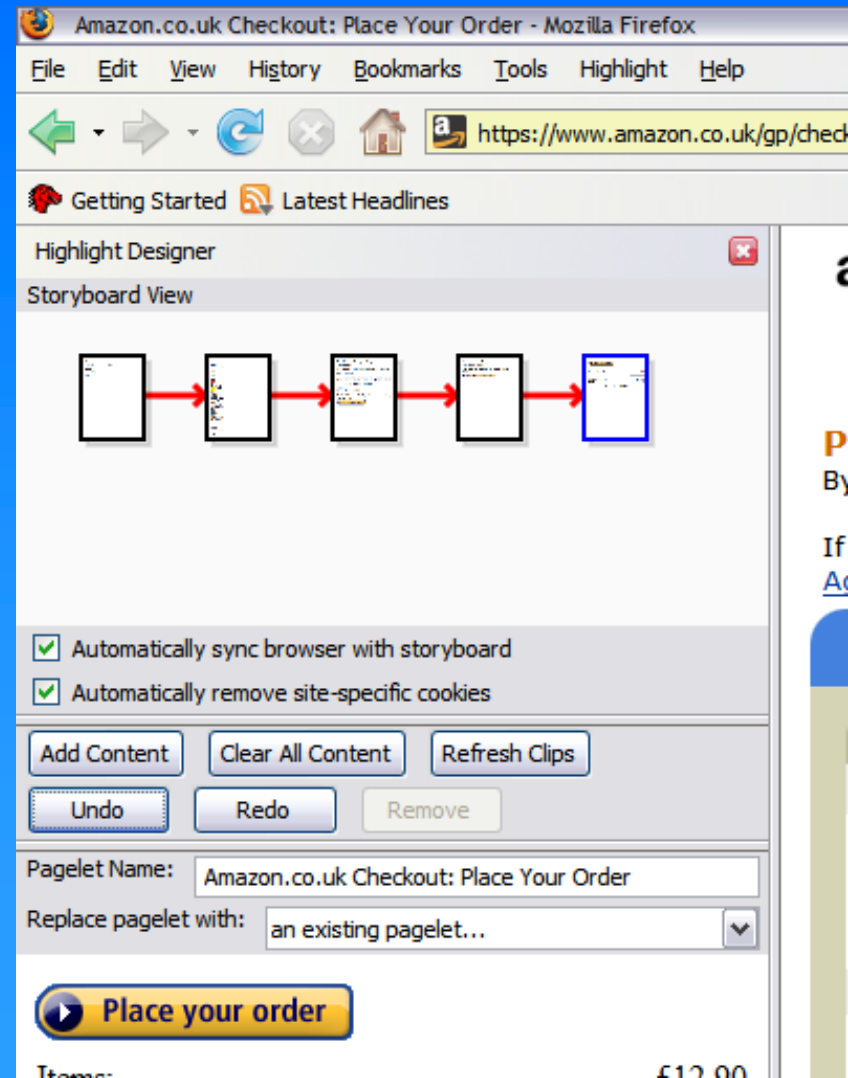 Amazon.co.uk Checkout: Place Your Order - Mozilla Firefox
File Edit View History Bookmarks Tools Highlight Help
https://www.amazon.co.uk/gp/check
Getting Started Latest Headlines
Highlight Designer
Storyboard View
a
P
By
If
Ag
Automatically sync browser with storyboard
Automatically remove site-specific cookies
Add Content Clear All Content Refresh Clips
Undo Redo Remove
Pagelet Name: Amazon.co.uk Checkout: Place Your Order
Replace pagelet with: an existing pagelet...
Place your order
Items: £12.90